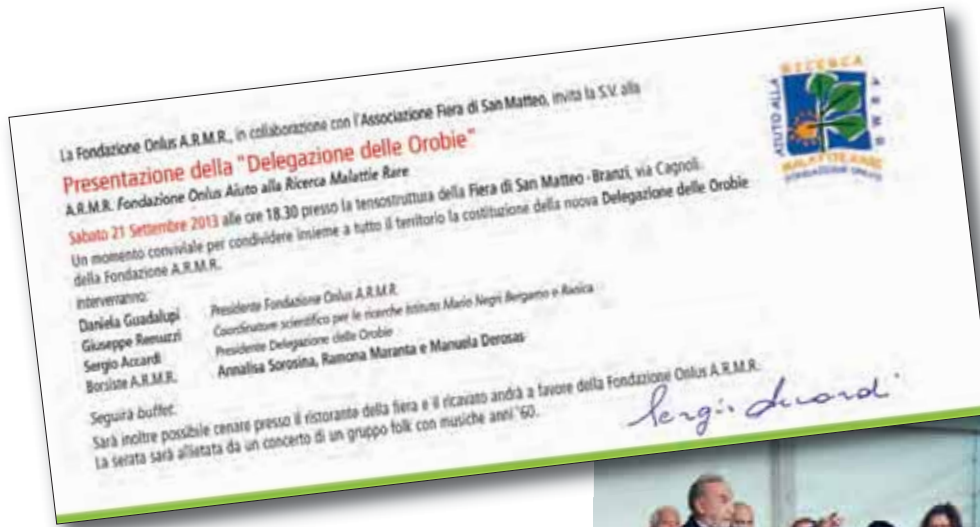 La Fondazione Onlus A.R.M.R., in collaborazione con l'Associazione Fiera di San Matteo, invita la S.V. alla
Presentazione della "Delegazione delle Orobie"
A.R.M.R. Fondazione Onlus Aiuto alla Ricerca Malattie Rare
Sabato 21 Settembre 2013 alle ore 18.30 presso la tensostruttura della Fiera di San Matteo - Branzi, via Cagnoli.
Un momento conviviale per condividere insieme a tutto il territorio la costituzione della nuova Delegazione delle Orobie
della Fondazione A.R.M.R.
Interverranno:
Daniela Guadalupi Presidente Fondazione Onlus A.R.M.R.
Giuseppe Remuzzi Coordinatore scientifico per le ricerche Istituto Mario Negri Bergamo e Ranica
Sergio Accardi Presidente Delegazione delle Orobie
Borsiste A.R.M.R. Annalisa Sorosina, Ramona Maranta e Manuela Derosas
Seguirà buffet.
Sarà inoltre possibile cenare presso il ristorante della fiera e il ricavato andrà a favore della Fondazione Onlus A.R.M.R.
La serata sarà allietata da un concerto di un gruppo folk con musiche anni '60.
Sergio Accardi
AIUTO ALLA
RICERCA
A R M R
MALATTIE RARE
FONDAZIONE ONLUS